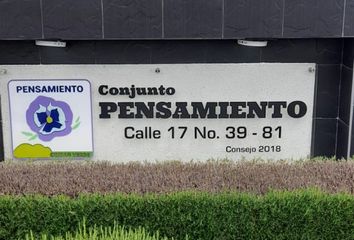 PENSAMIENTO
Conjunto
PENSAMIENTO
Calle 17 No. 39 - 81
Consejo 2018